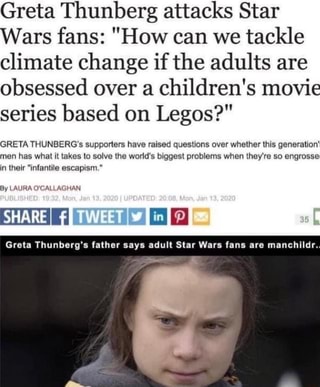 Greta Thunberg attacks Star
Wars fans: "How can we tackle
climate change if the adults are
obsessed over a children's movie
series based on Legos?"
GRETA THUNBERG's supporters have raised questions over whether this generation'
men has what it takes to solve the world's biggest problems when they're so engrosse
in their "infantile escapism."
By LAURA O'CALLAGHAN
PUBLISHED: 19:32, Mon, Jan 13, 2020 | UPDATED: 20:08, Mon, Jan 13, 2020
SHARE f TWEET in 35
Greta Thunberg's father says adult Star Wars fans are manchildr..